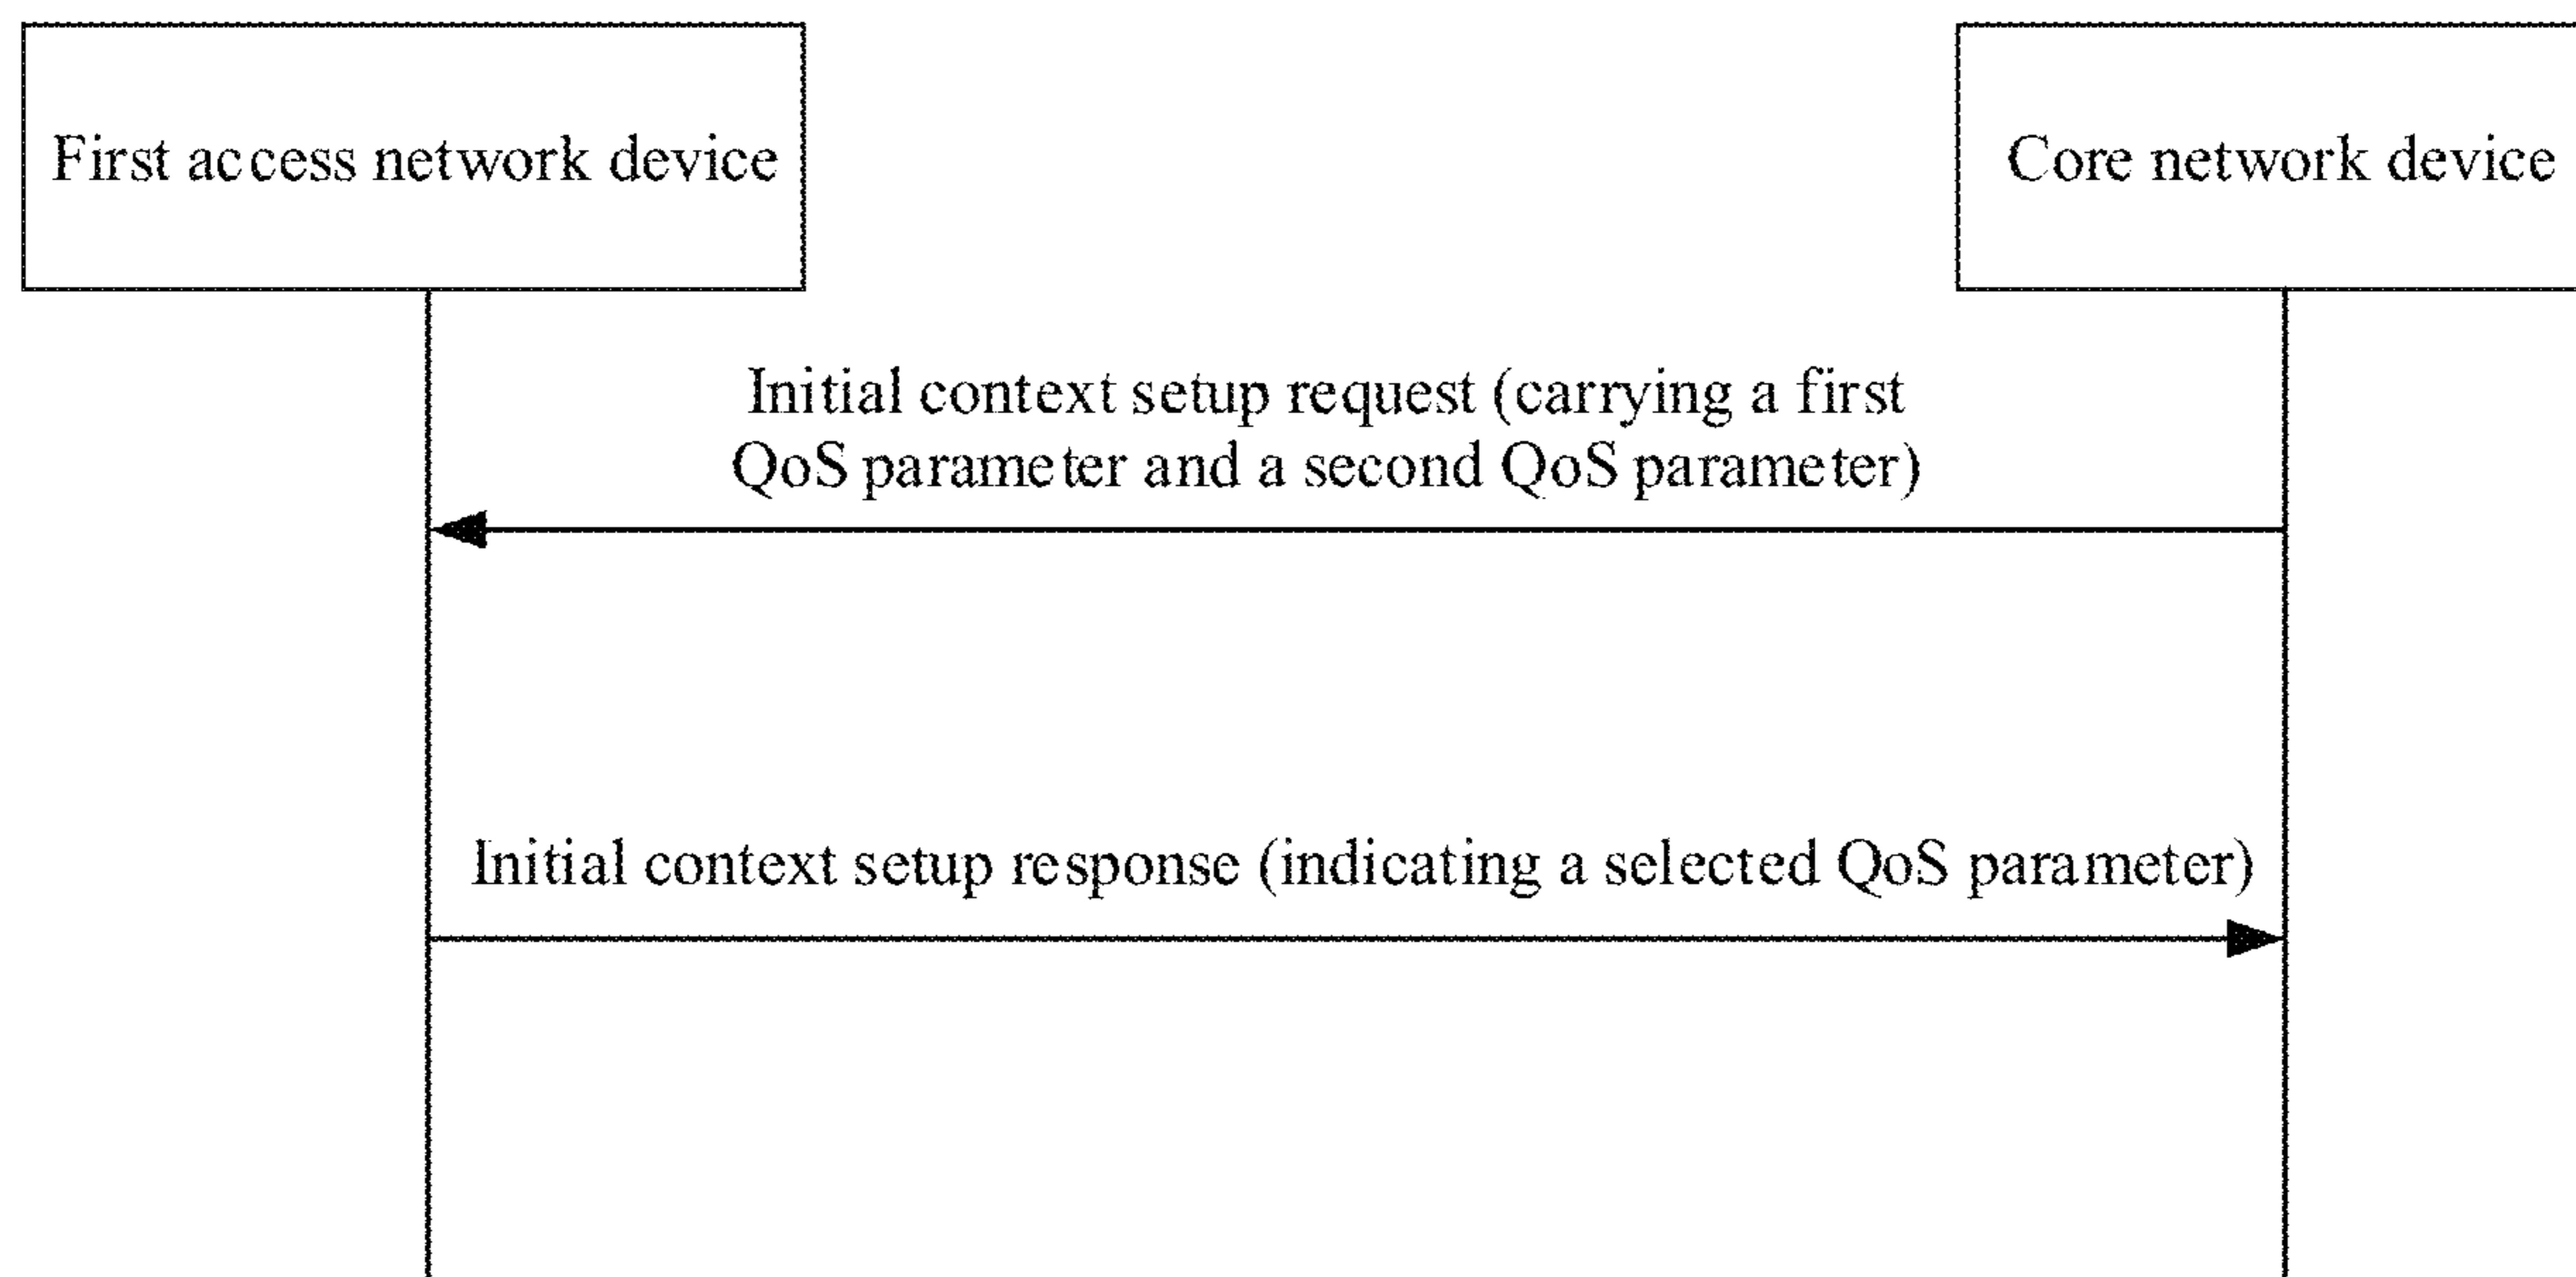 First access network device
Core network device
Initial context setup request (carrying a first
QoS parameter and a second QoS parameter)
Initial context setup response (indicating a selected QoS parameter)